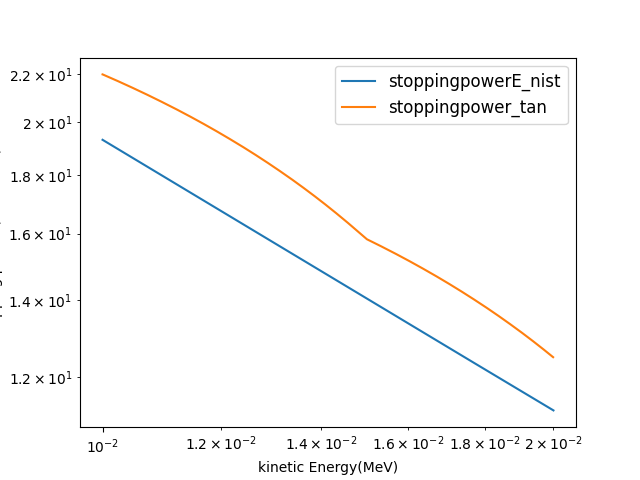 stoppingpowerE_nist
stoppingpower_tan
2.2 × 10¹
2 × 10¹
1.8 × 10¹
1.6 × 10¹
1.4 × 10¹
1.2 × 10¹
10⁻² 1.2 × 10⁻² 1.4 × 10⁻² 1.6 × 10⁻² 1.8 × 10⁻² 2 × 10⁻²
kinetic Energy(MeV)